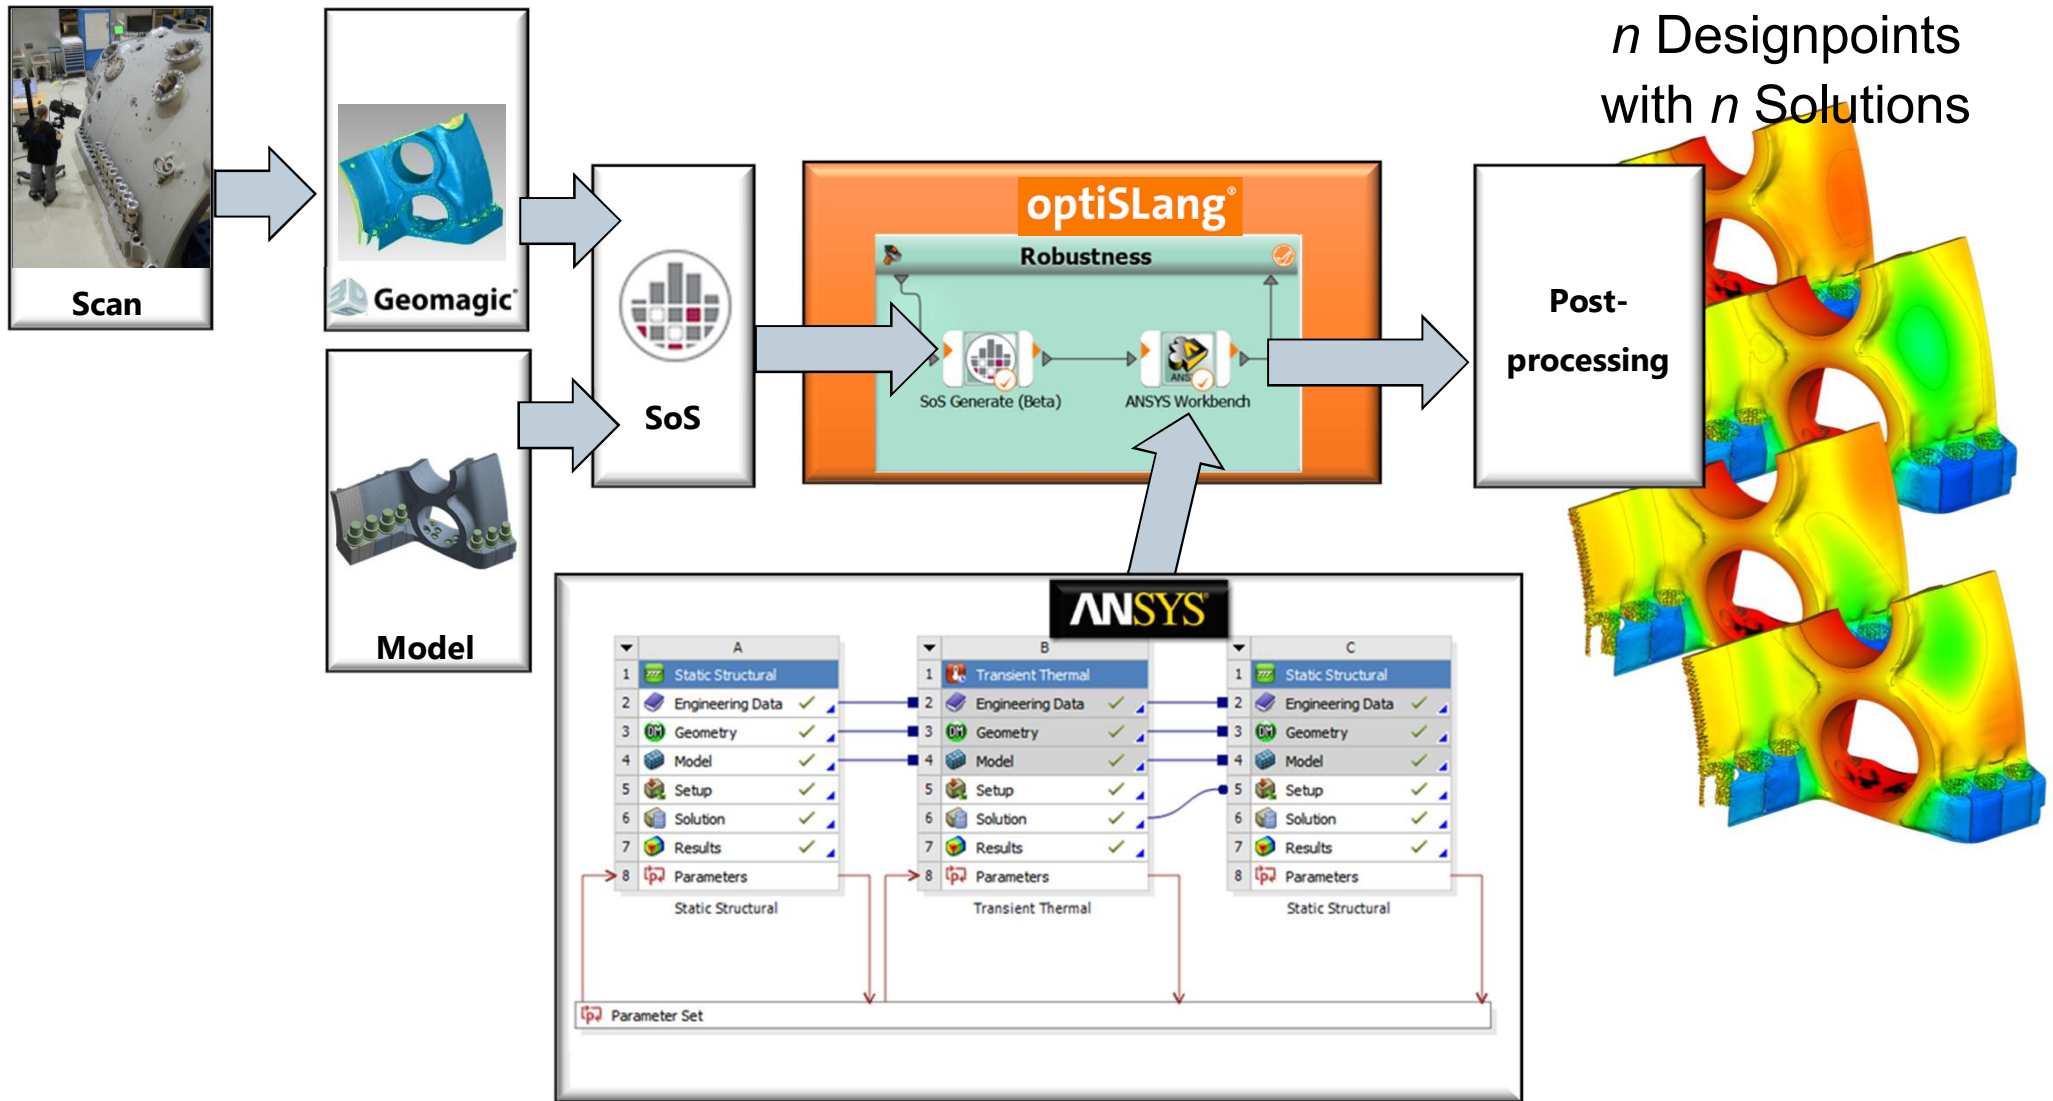 n Designpoints
with n Solutions
Scan
Geomagic®
Model
SoS
optiSLang®
Robustness
SoS Generate (Beta)
ANSYS Workbench
Post-
processing
ANSYS®
A
1 Static Structural
2 Engineering Data
3 Geometry
4 Model
5 Setup
6 Solution
7 Results
8 Parameters
Static Structural
B
1 Transient Thermal
2 Engineering Data
3 Geometry
4 Model
5 Setup
6 Solution
7 Results
8 Parameters
Transient Thermal
C
1 Static Structural
2 Engineering Data
3 Geometry
4 Model
5 Setup
6 Solution
7 Results
8 Parameters
Static Structural
Parameter Set